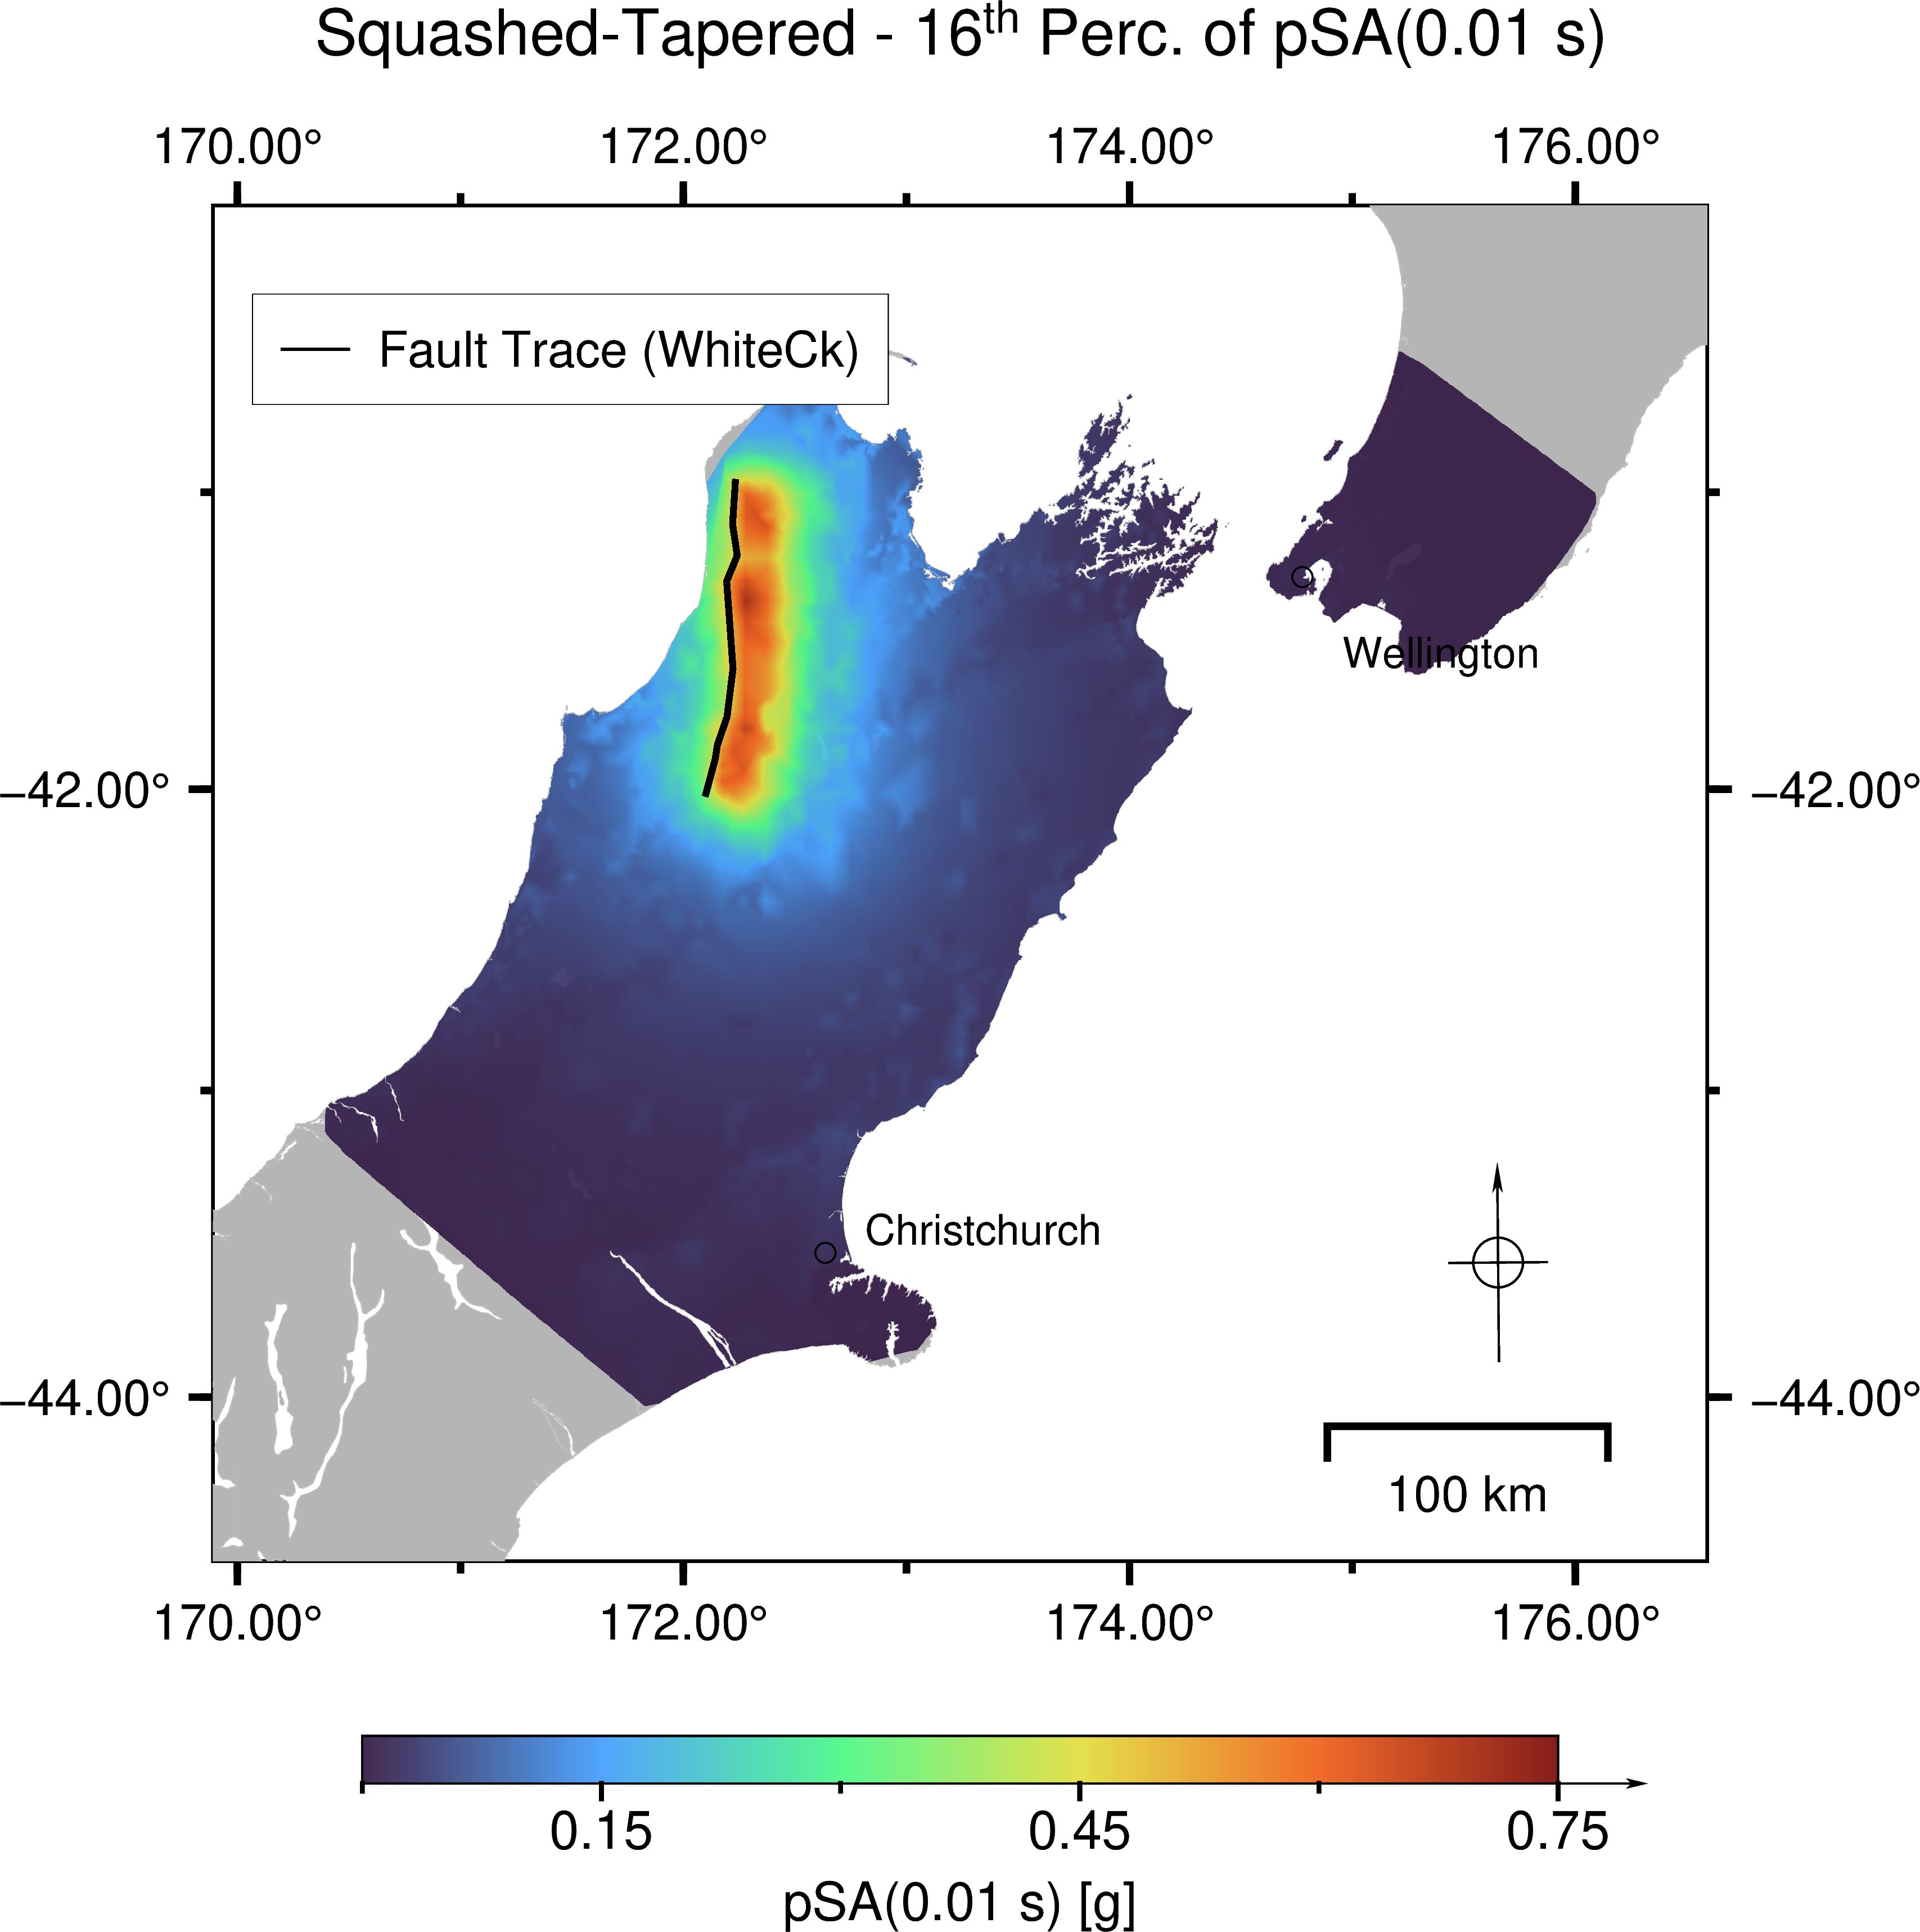 Squashed-Tapered - 16th Perc. of pSA(0.01 s)
170.00° 172.00° 174.00° 176.00°
Fault Trace (WhiteCk)
Wellington
−42.00° −42.00°
Christchurch
−44.00° −44.00°
100 km
170.00° 172.00° 174.00° 176.00°
0.15 0.45 0.75
pSA(0.01 s) [g]